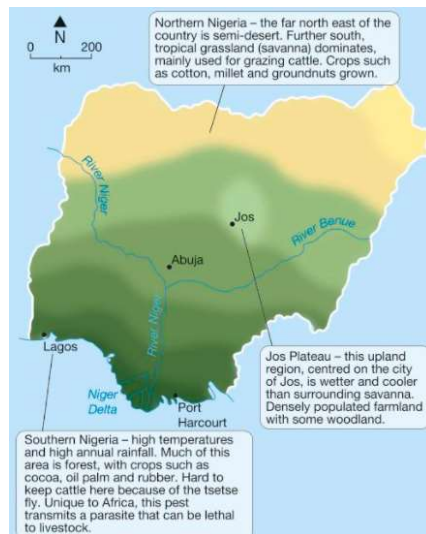 Northern Nigeria – the far north east of the
country is semi-desert. Further south,
tropical grassland (savanna) dominates,
mainly used for grazing cattle. Crops such
as cotton, millet and groundnuts grown.
N
0 200
km
River Niger
Jos
River Benue
Abuja
River Niger
Lagos
Niger
Delta
Port
Harcourt
Jos Plateau – this upland
region, centred on the city
of Jos, is wetter and cooler
than surrounding savanna.
Densely populated farmland
with some woodland.
Southern Nigeria – high temperatures
and high annual rainfall. Much of this
area is forest, with crops such as
cocoa, oil palm and rubber. Hard to
keep cattle here because of the tsetse
fly. Unique to Africa, this pest
transmits a parasite that can be lethal
to livestock.